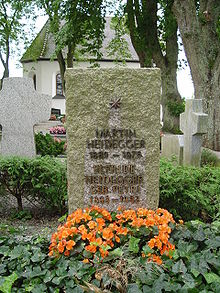 MARTIN
HEIDEGGER
1889 - 1976
ELFRIDE
HEIDEGGER
GEB. PETRI
1893 - 1992